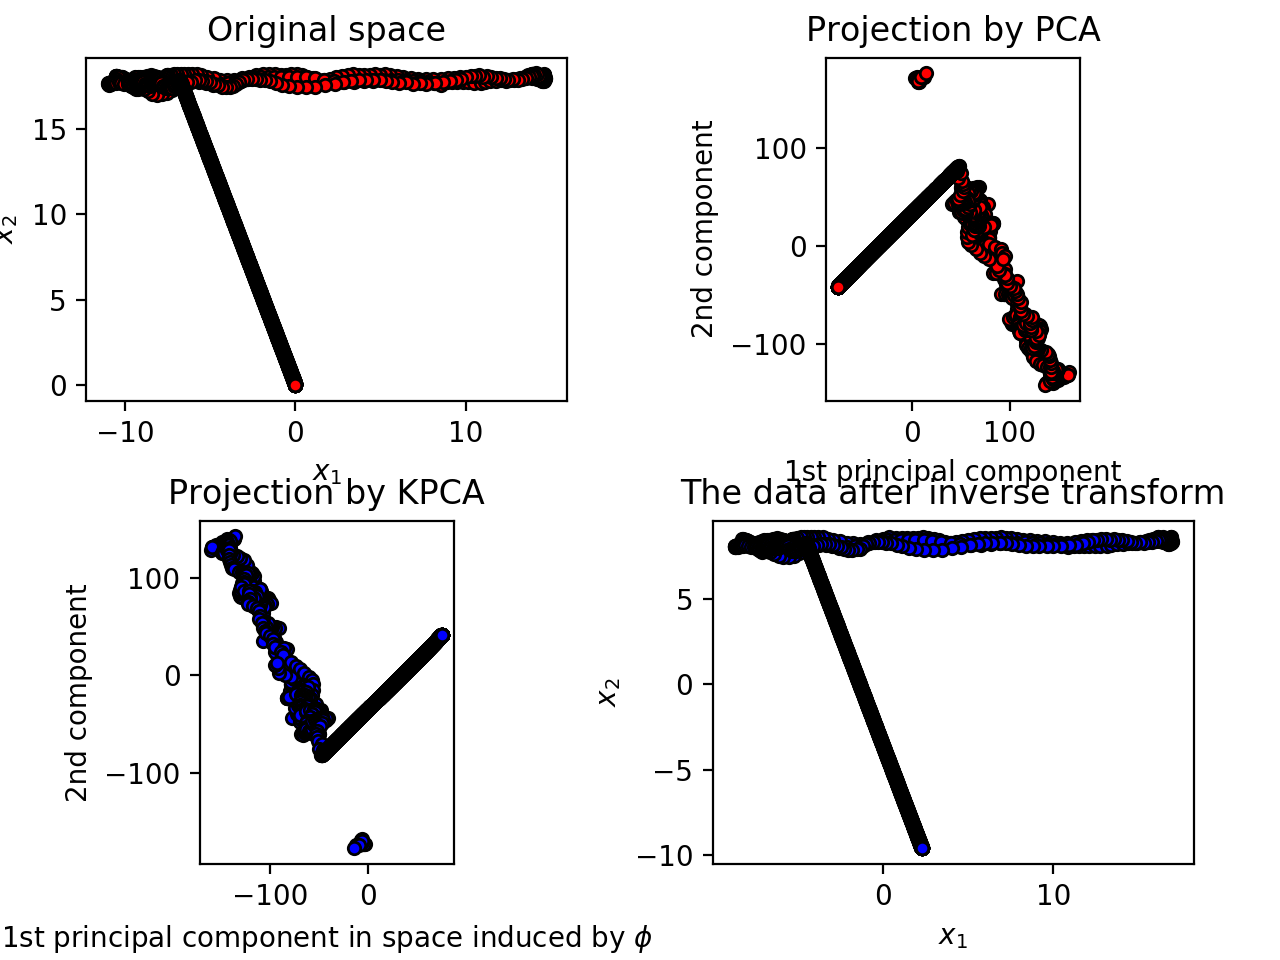 Original space
Projection by PCA
x₂
15
10
5
0
−10
0
10
x₁
2nd component
100
0
−100
0
100
1st principal component
Projection by KPCA
The data after inverse transform
2nd component
100
0
−100
−100
0
1st principal component in space induced by ϕ
x₂
5
0
−5
−10
0
10
x₁